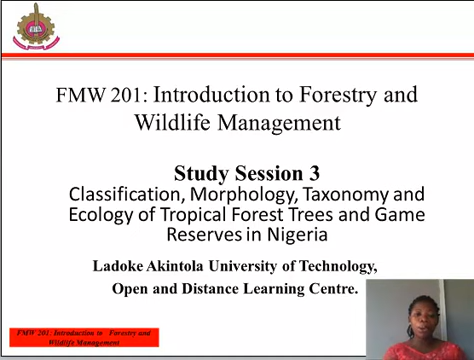 FMW 201: Introduction to Forestry and
Wildlife Management
Study Session 3
Classification, Morphology, Taxonomy and
Ecology of Tropical Forest Trees and Game
Reserves in Nigeria
Ladoke Akintola University of Technology,
Open and Distance Learning Centre.
FMW 201: Introduction to Forestry and
Wildlife Management